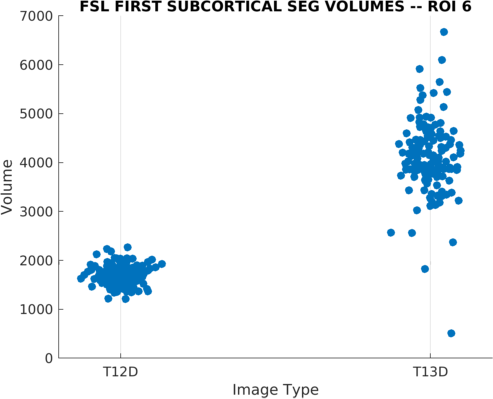 FSL FIRST SUBCORTICAL SEG VOLUMES -- ROI 6
7000
6000
5000
4000
3000
2000
1000
0
Volume
T12D
T13D
Image Type